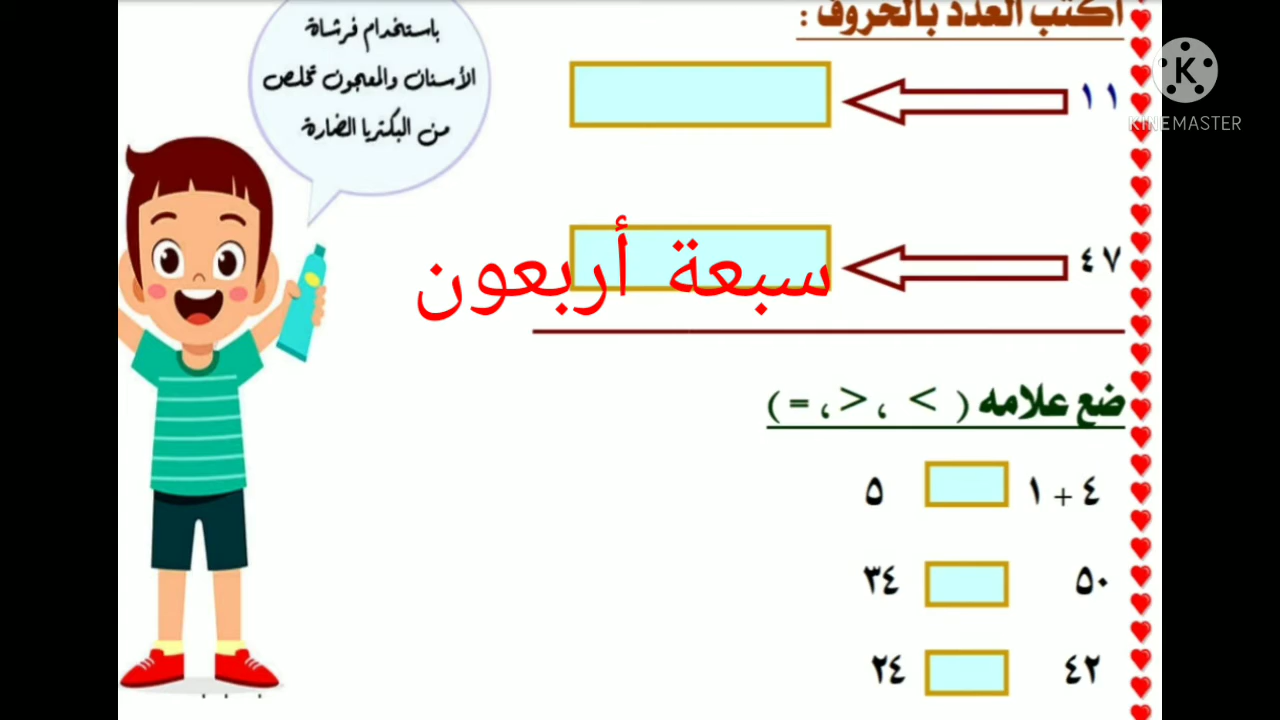 اكتب العدد بالحروف :
باستخدام فرشاة
الأسنان والمعجون تخلص
من البكتريا الضارة
١١
KINEMASTER
٤٧
سبعة أربعون
ضع علامه ( > ، < ، = )
٤ + ١ ٥
٥٠ ٣٤
٤٢ ٢٤